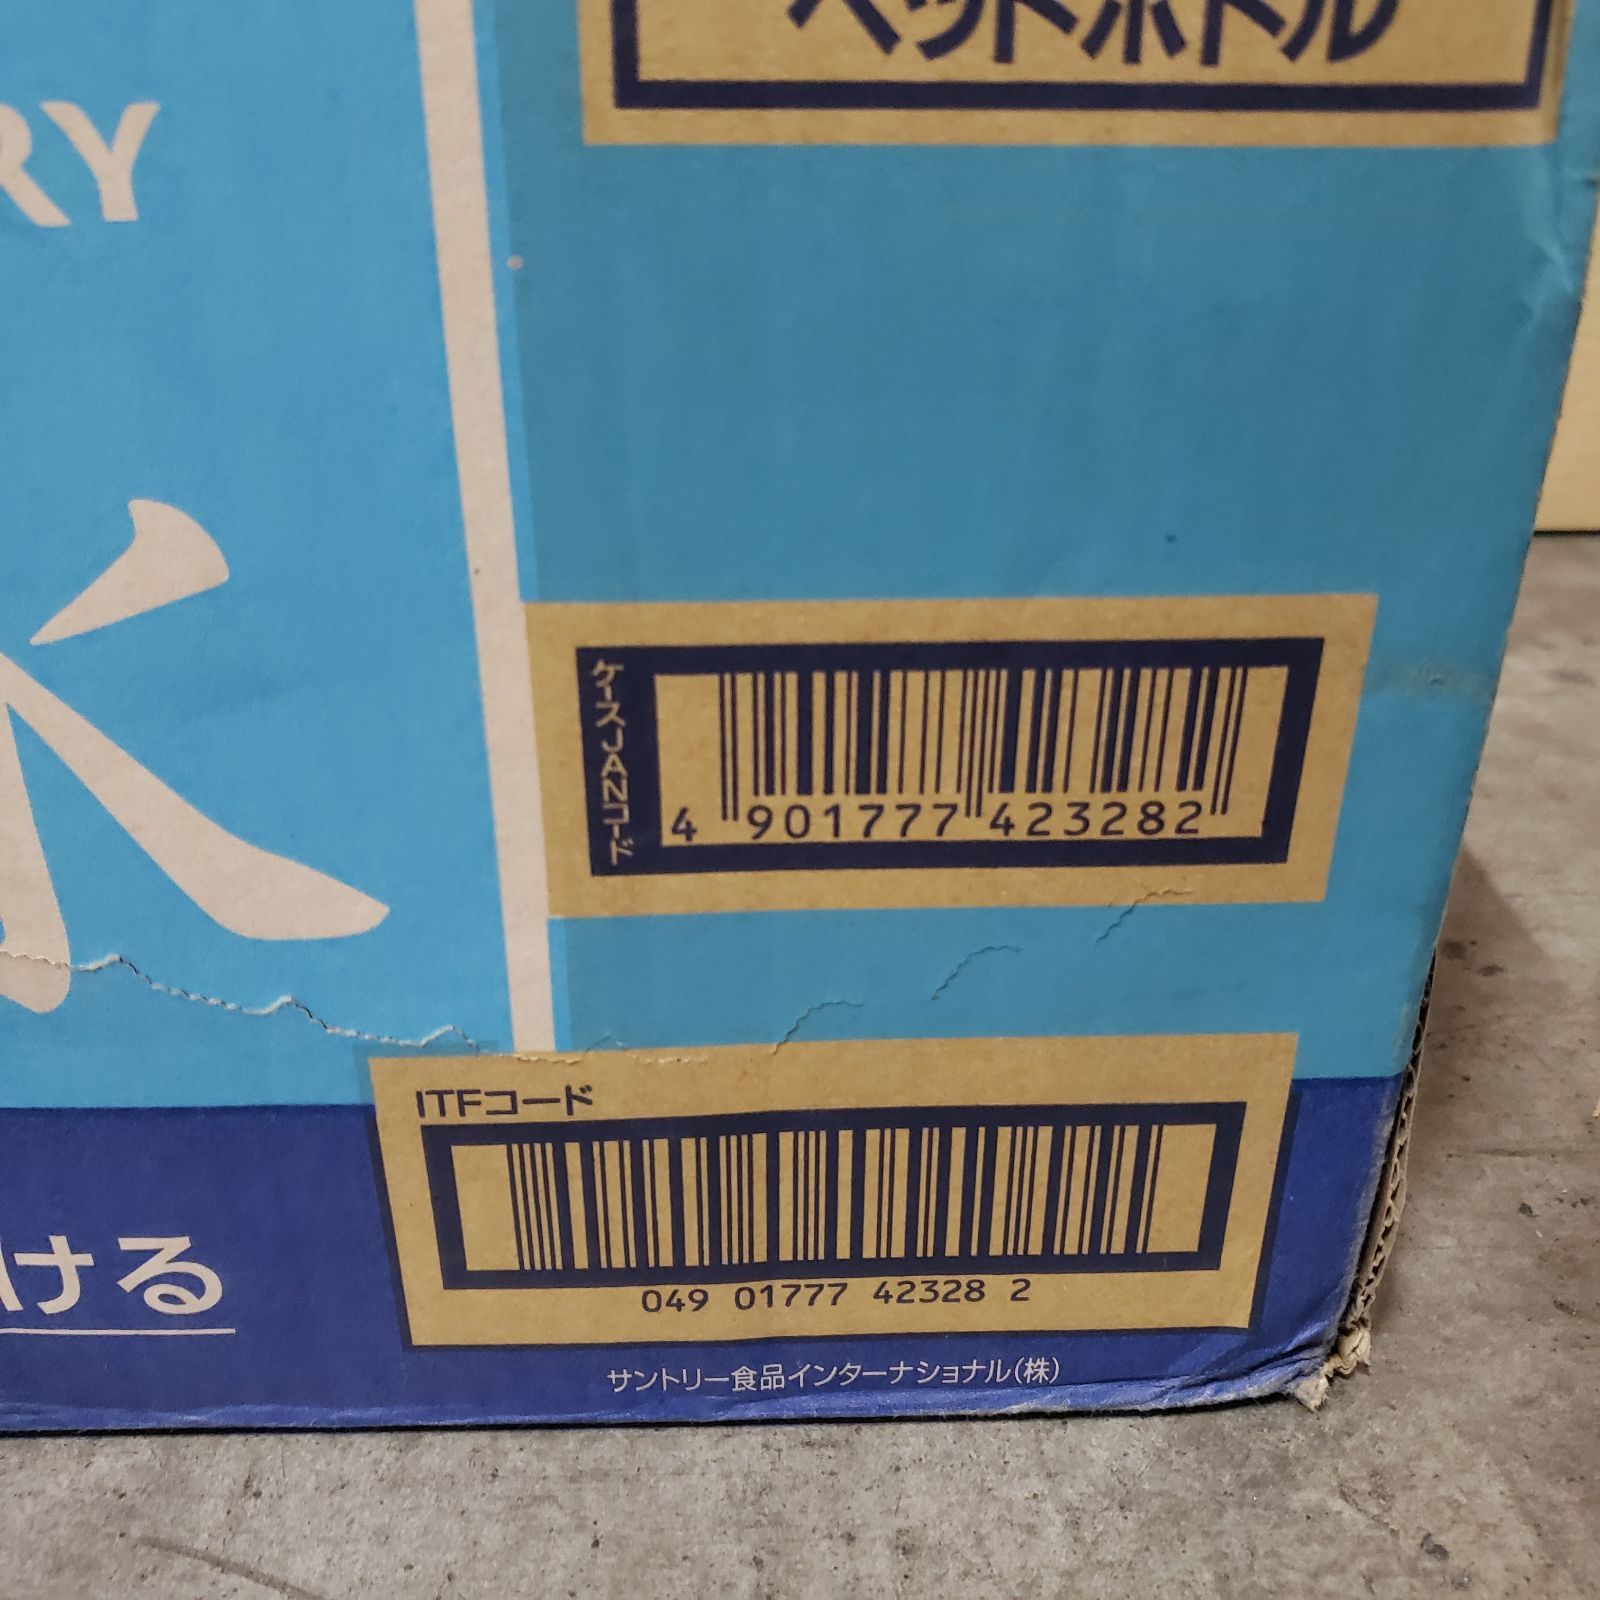 ペットボトル
RY
水
ケースJANコード
4 901777 423282
ITFコード
049 01777 42328 2
ける
サントリー食品インターナショナル(株)